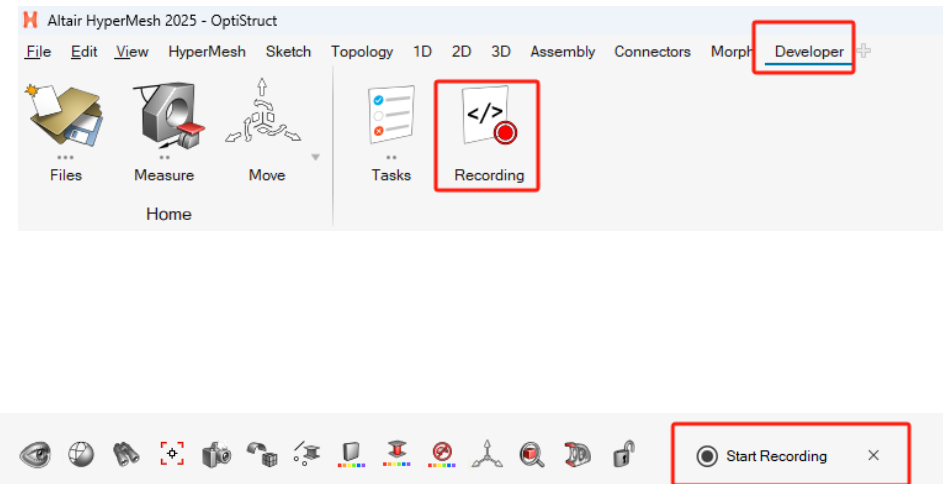 Altair HyperMesh 2025 - OptiStruct
File Edit View HyperMesh Sketch Topology 1D 2D 3D Assembly Connectors Morph Developer
</>
Files Measure Move Tasks Recording
Home
Start Recording